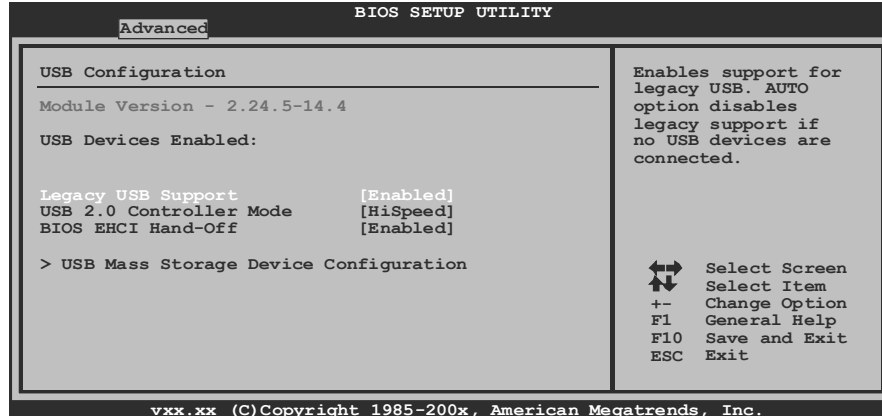 BIOS SETUP UTILITY
Advanced
USB Configuration
Module Version - 2.24.5-14.4
USB Devices Enabled:
Legacy USB Support [Enabled]
USB 2.0 Controller Mode [HiSpeed]
BIOS EHCI Hand-Off [Enabled]
> USB Mass Storage Device Configuration
Enables support for
legacy USB. AUTO
option disables
legacy support if
no USB devices are
connected.
Select Screen
Select Item
+- Change Option
F1 General Help
F10 Save and Exit
ESC Exit
vxx.xx (C)Copyright 1985-200x, American Megatrends, Inc.